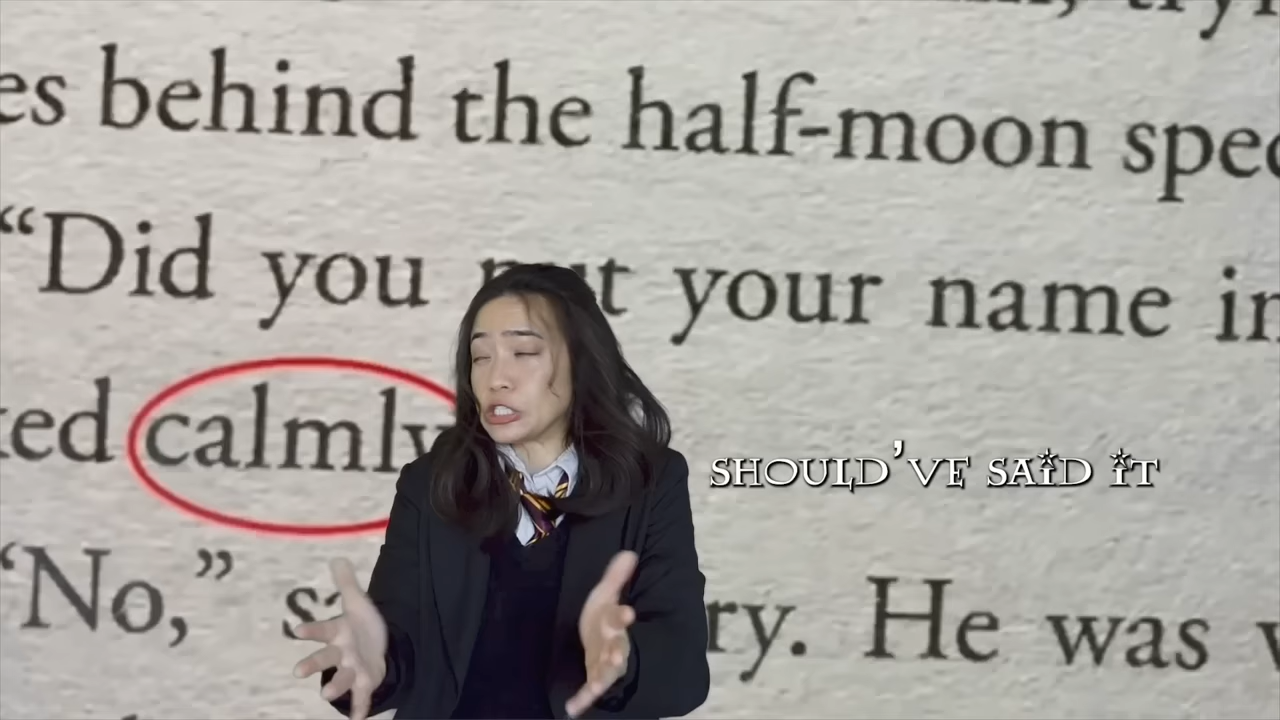 es behind the half-moon spec
“Did you put your name in
ked calmly
SHOULD'VE SAID IT
“No,” ry. He was